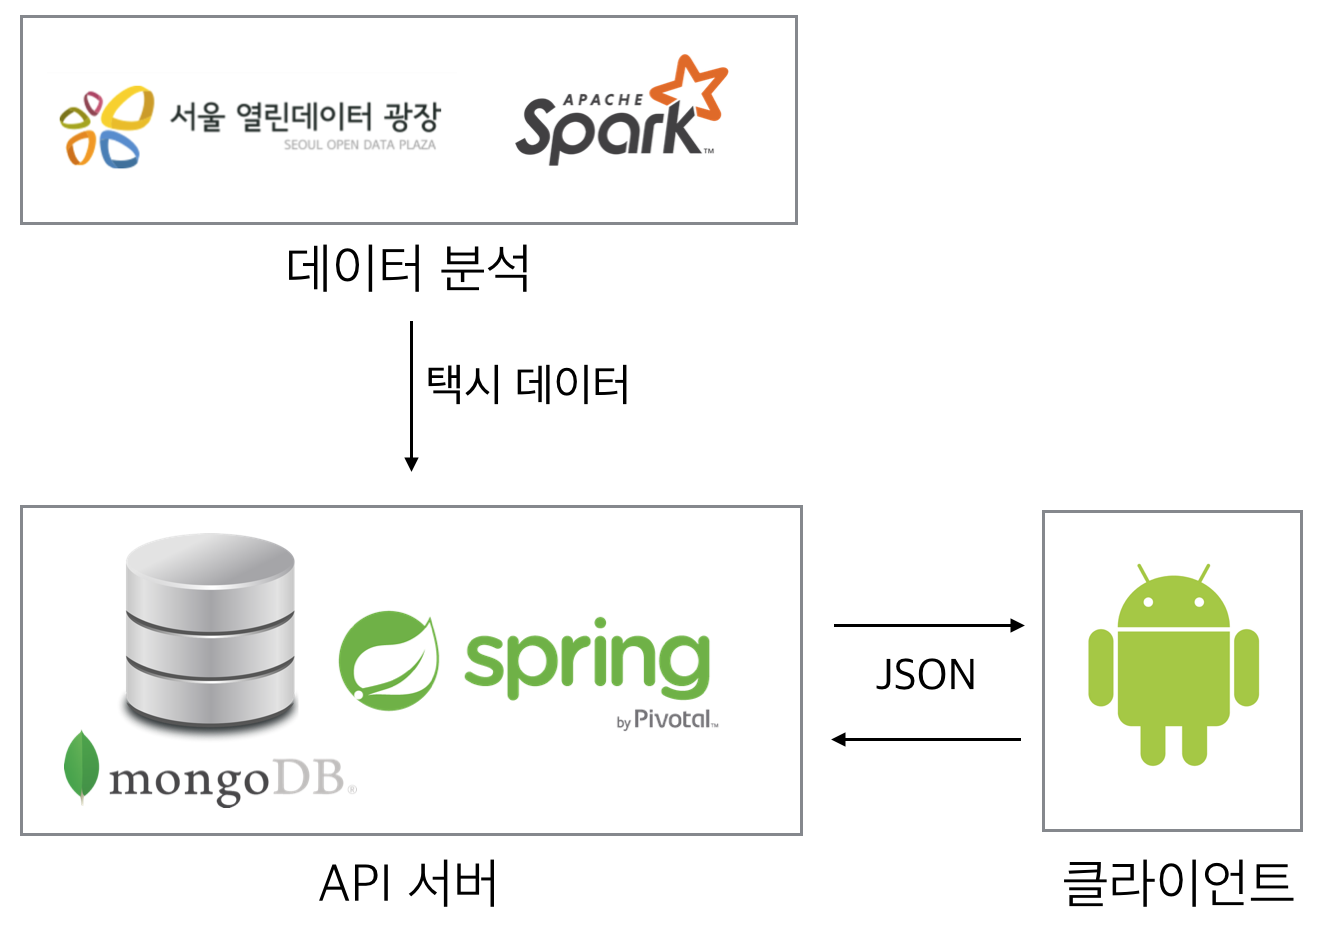 서울 열린데이터 광장
SEOUL OPEN DATA PLAZA
APACHE
Spark™
데이터 분석
택시 데이터
spring
by Pivotal™
mongoDB®
JSON
API 서버
클라이언트